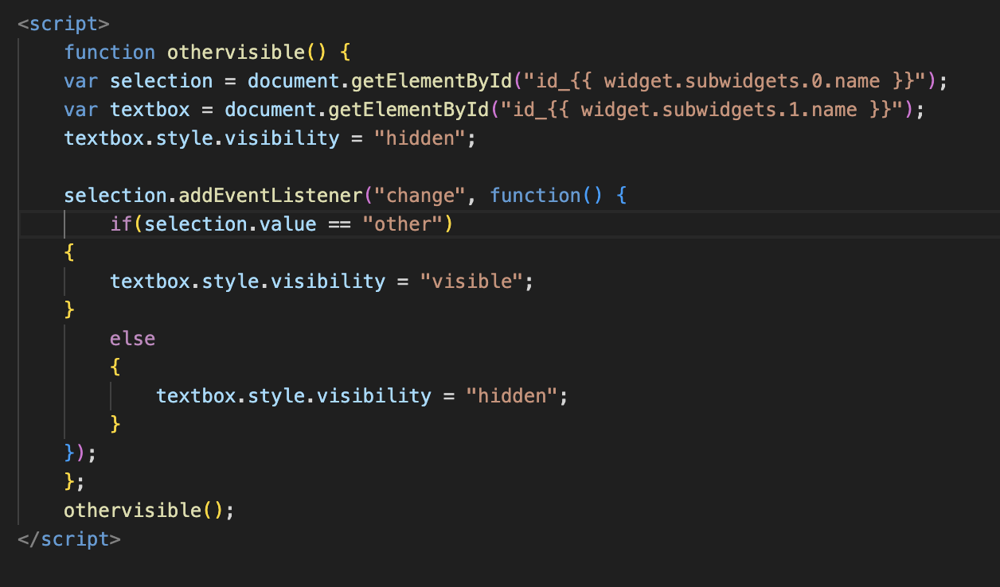 <script>
function othervisible() {
var selection = document.getElementById("id_{{ widget.subwidgets.0.name }}");
var textbox = document.getElementById("id_{{ widget.subwidgets.1.name }}");
textbox.style.visibility = "hidden";
selection.addEventListener("change", function() {
if(selection.value == "other")
{
textbox.style.visibility = "visible";
}
else
{
textbox.style.visibility = "hidden";
}
});
};
othervisible();
</script>